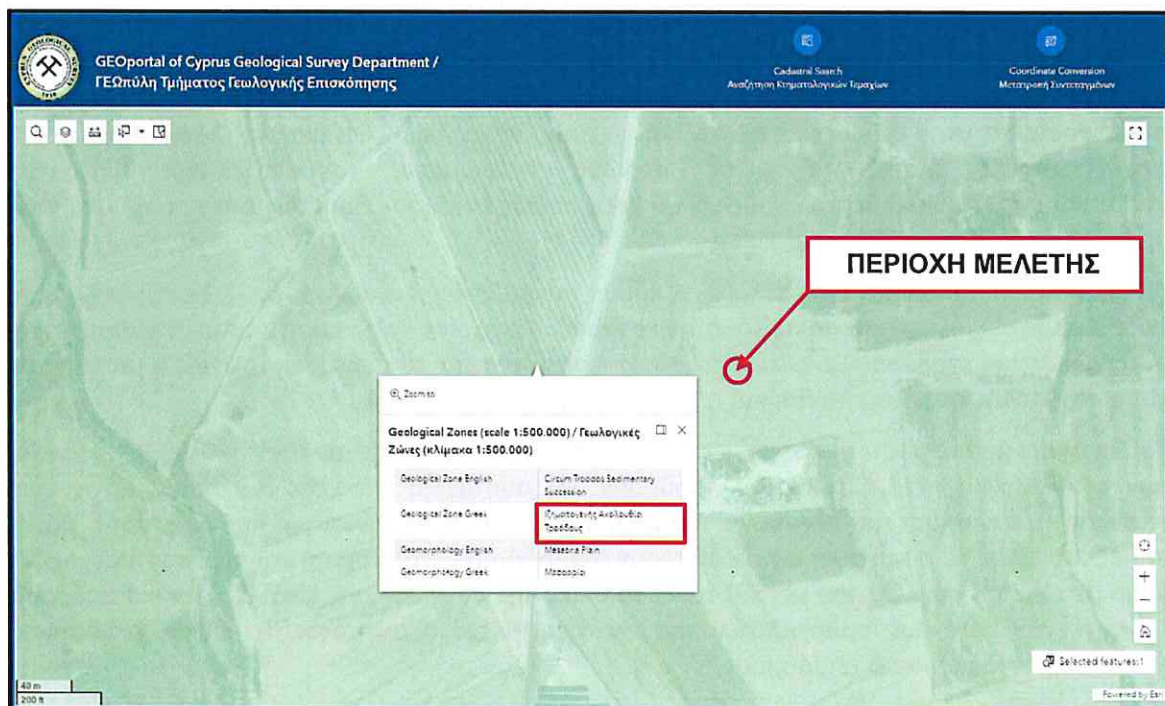 GEOportal of Cyprus Geological Survey Department /
ΓΕΩπύλη Τμήματος Γεωλογικής Επισκόπησης
Cadastral Search
Αναζήτηση Κτηματολογικών Τεμαχίων
Coordinate Conversion
Μετατροπή Συντεταγμένων
ΠΕΡΙΟΧΗ ΜΕΛΕΤΗΣ
Zoom to
Geological Zones (scale 1:500.000) / Γεωλογικές
Ζώνες (κλίμακα 1:500.000)
Geological Zone English
Circum Troodos Sedimentary
Succession
Geological Zone Greek
Ιζηματογενής Ακολουθία
Τροόδους
Geomorphology English
Mesaoria Plain
Geomorphology Greek
Μεσαορία
Selected features:1
40 m
200 ft
Powered by Esri